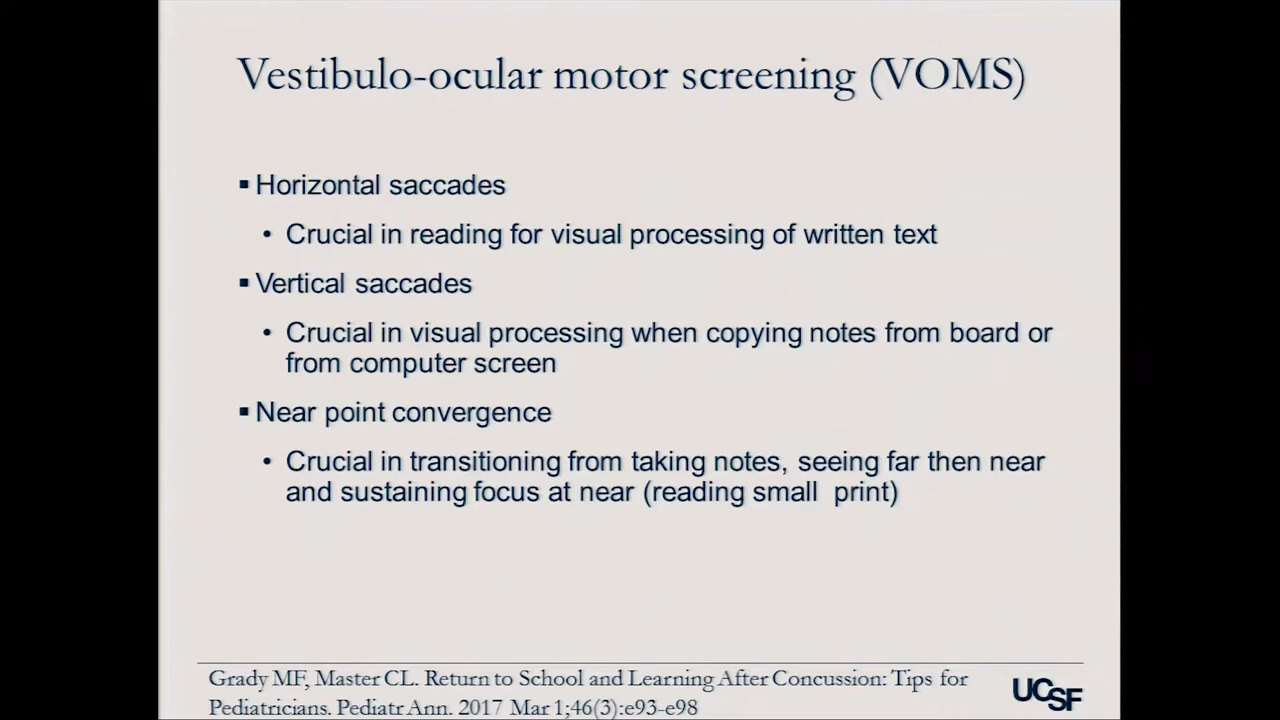 Vestibulo-ocular motor screening (VOMS)
▪ Horizontal saccades
• Crucial in reading for visual processing of written text
▪ Vertical saccades
• Crucial in visual processing when copying notes from board or
from computer screen
▪ Near point convergence
• Crucial in transitioning from taking notes, seeing far then near
and sustaining focus at near (reading small print)
Grady MF, Master CL. Return to School and Learning After Concussion: Tips for
Pediatricians. Pediatr Ann. 2017 Mar 1;46(3):e93-e98
UCSF